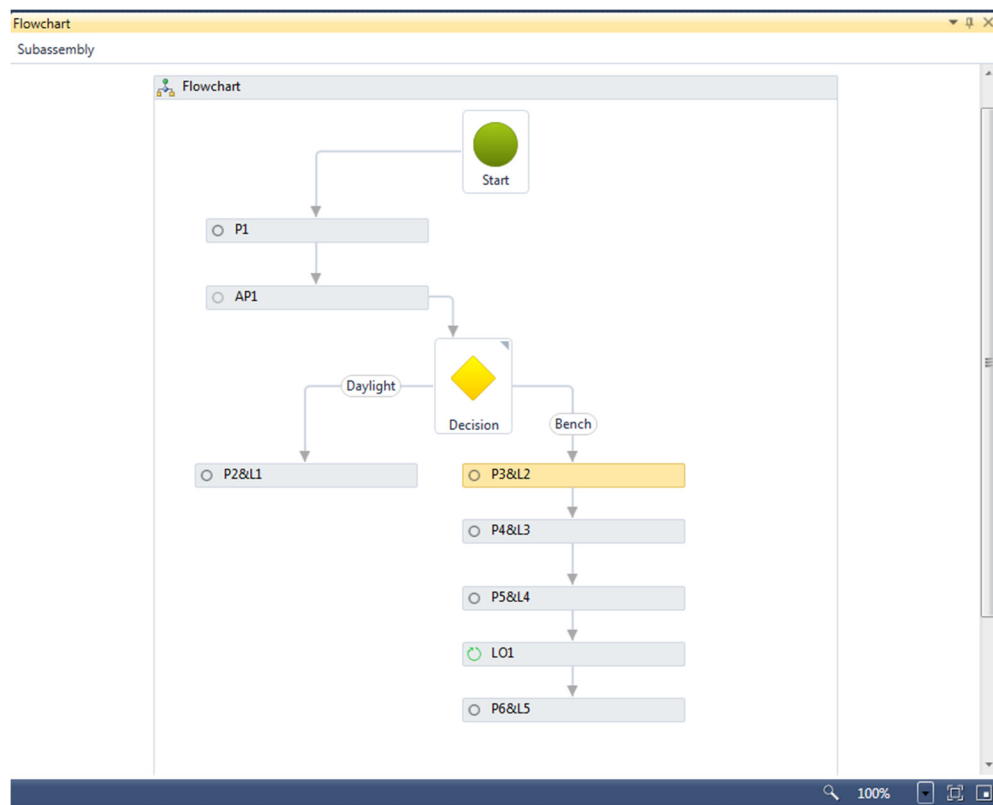 Flowchart
Subassembly
Flowchart
Start
P1
AP1
Daylight
Decision
Bench
P2&L1
P3&L2
P4&L3
P5&L4
LO1
P6&L5
100%